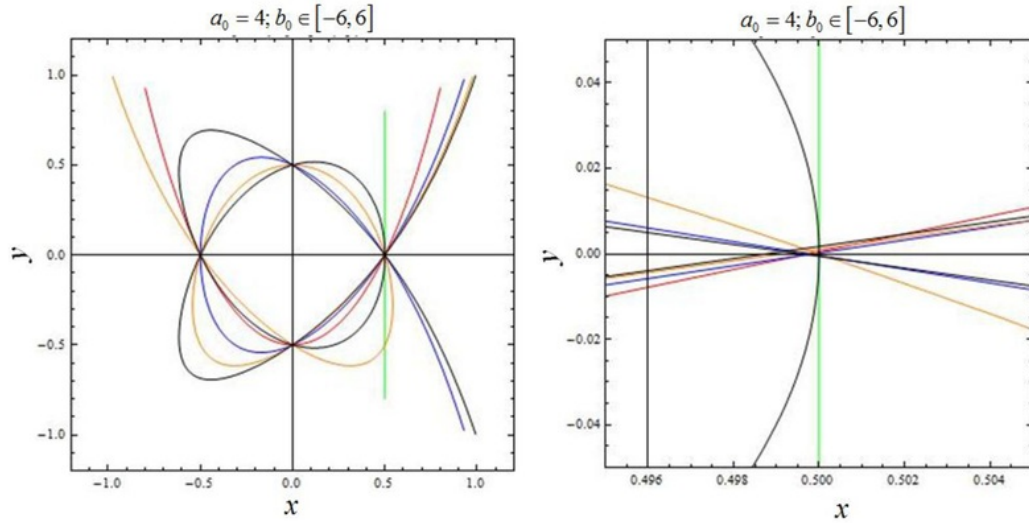 a₀ = 4; b₀ ∈ [−6, 6]
1.0
0.5
0.0
-0.5
-1.0
y
-1.0 -0.5 0.0 0.5 1.0
x
a₀ = 4; b₀ ∈ [−6, 6]
0.04
0.02
0.00
-0.02
-0.04
y
0.496 0.498 0.500 0.502 0.504
x